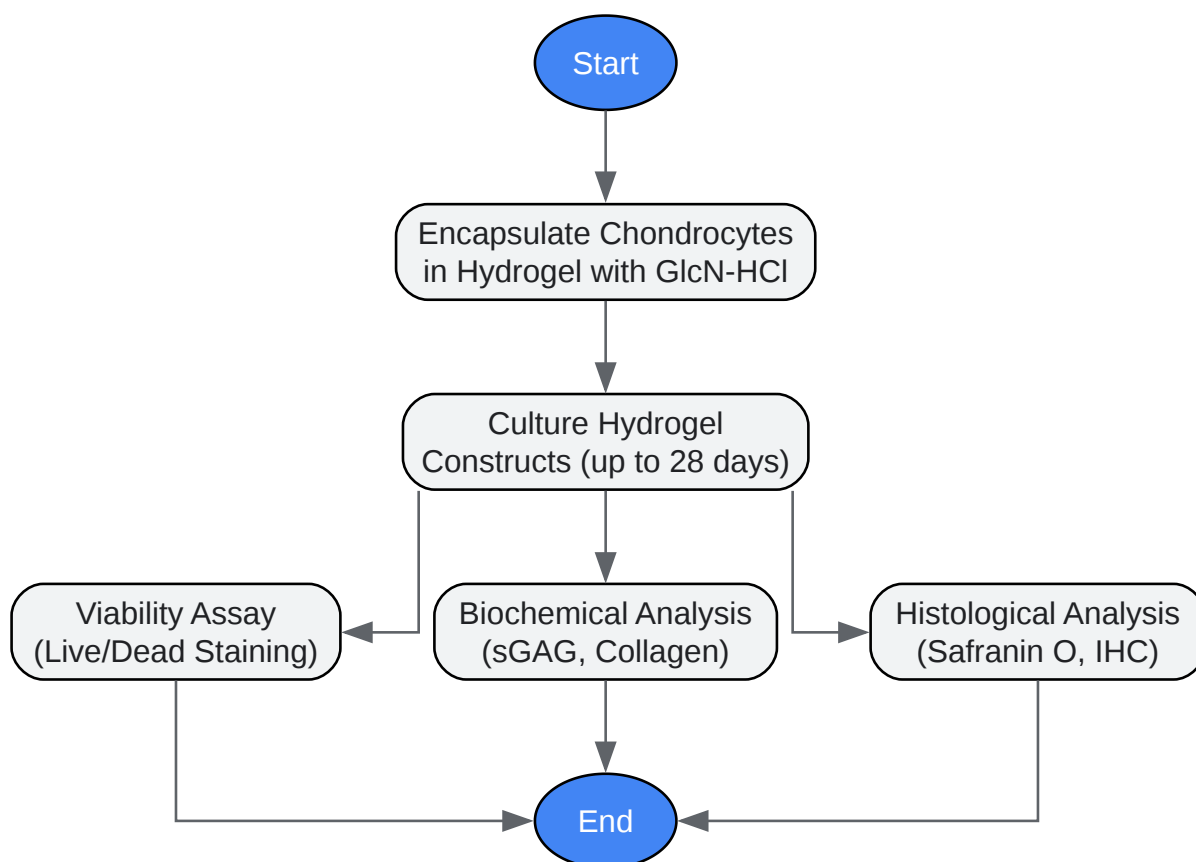 Start
Encapsulate Chondrocytes
in Hydrogel with GlcN-HCl
Culture Hydrogel
Constructs (up to 28 days)
Viability Assay
(Live/Dead Staining)
Biochemical Analysis
(sGAG, Collagen)
Histological Analysis
(Safranin O, IHC)
End